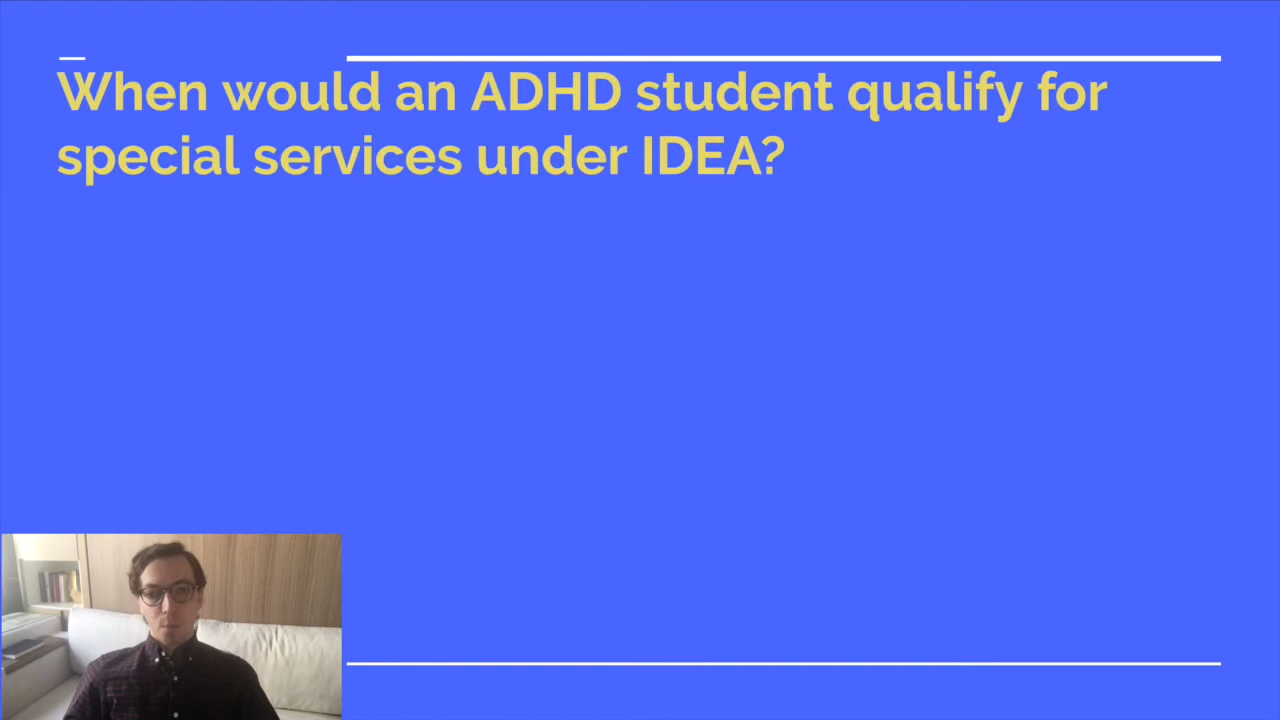 When would an ADHD student qualify for
special services under IDEA?